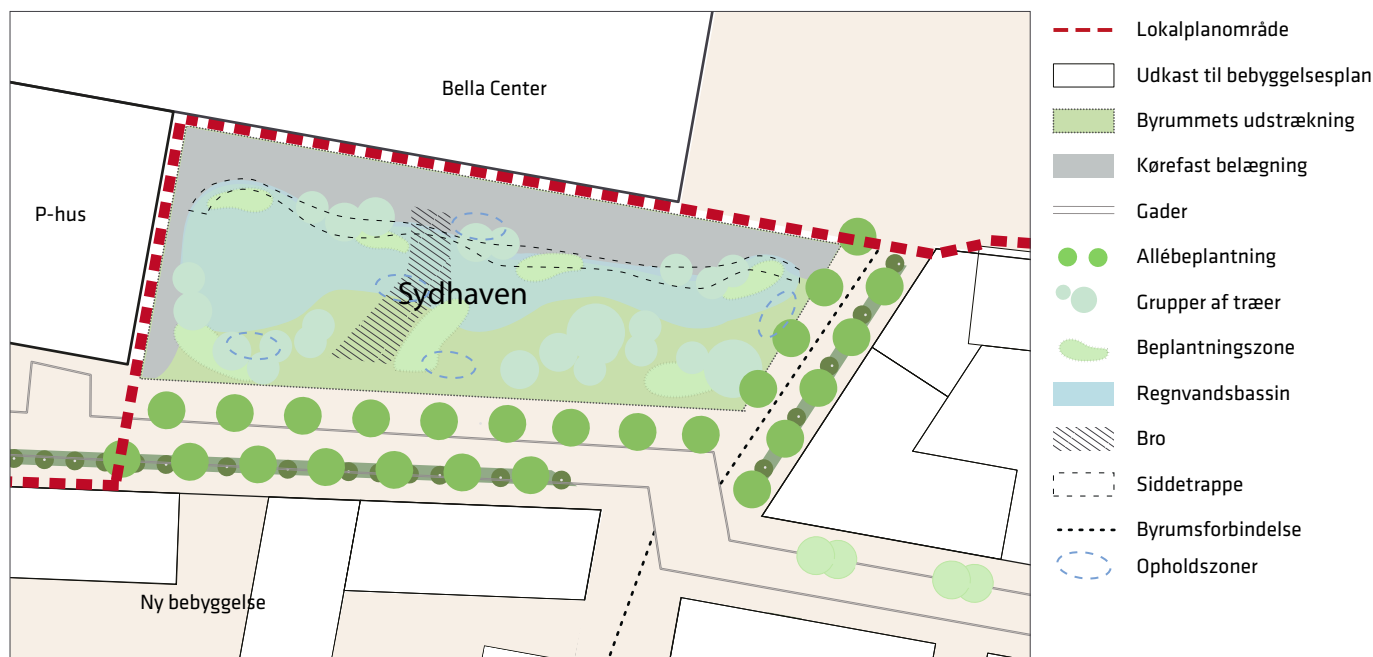 Bella Center
P-hus
Sydhaven
Ny bebyggelse
Lokalplanområde
Udkast til bebyggelsesplan
Byrummets udstrækning
Kørefast belægning
Gader
Allébeplantning
Grupper af træer
Beplantningszone
Regnvandsbassin
Bro
Siddetrappe
Byrumsforbindelse
Opholdszoner